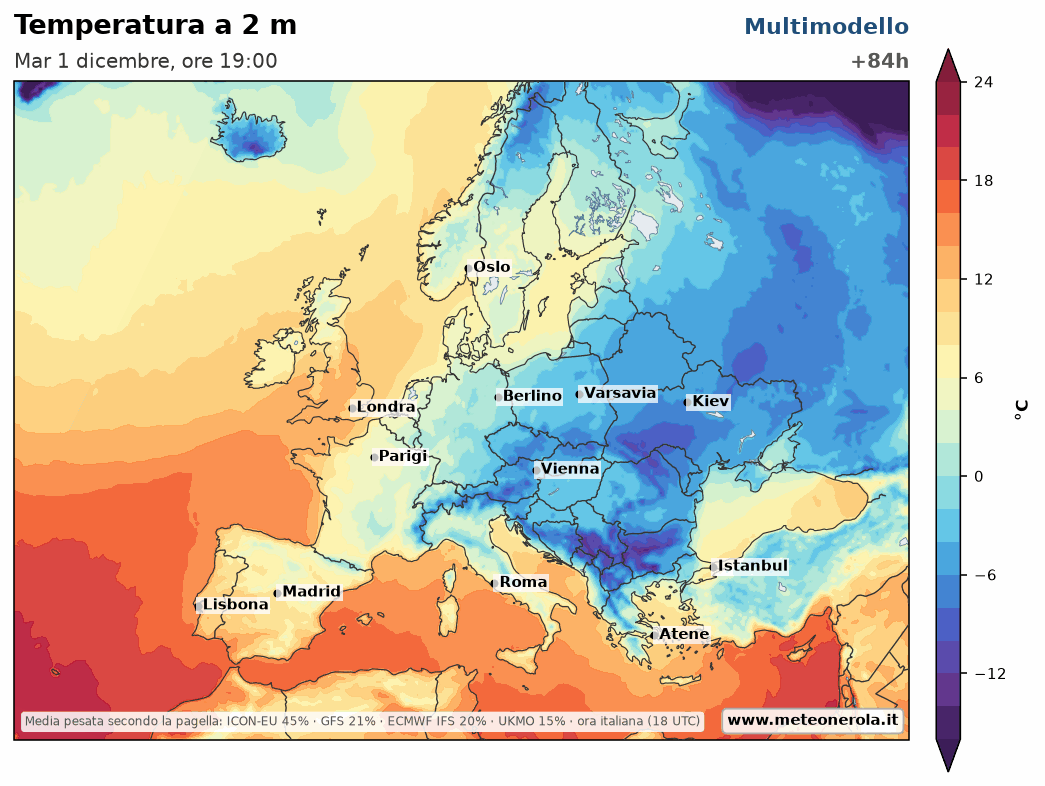 Temperatura a 2 m
Multimodello
Mar 1 dicembre, ore 19:00
+84h
24
18
12
6
0
−6
−12
°C
Oslo
Berlino
Varsavia
Kiev
Londra
Parigi
Vienna
Istanbul
Roma
Madrid
Lisbona
Atene
Media pesata secondo la pagella: ICON-EU 45% · GFS 21% · ECMWF IFS 20% · UKMO 15% · ora italiana (18 UTC)
www.meteonerola.it